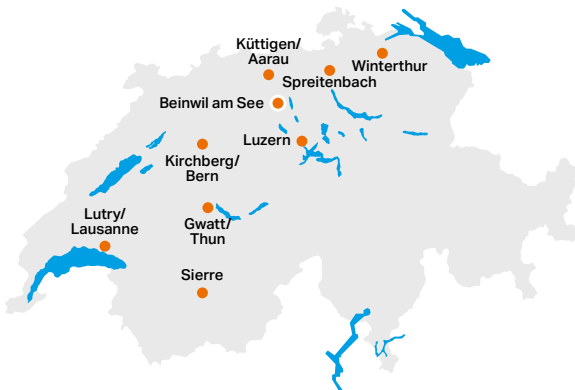 Küttigen/
Aarau
Winterthur
Spreitenbach
Beinwil am See
Luzern
Kirchberg/
Bern
Lutry/
Lausanne
Gwatt/
Thun
Sierre